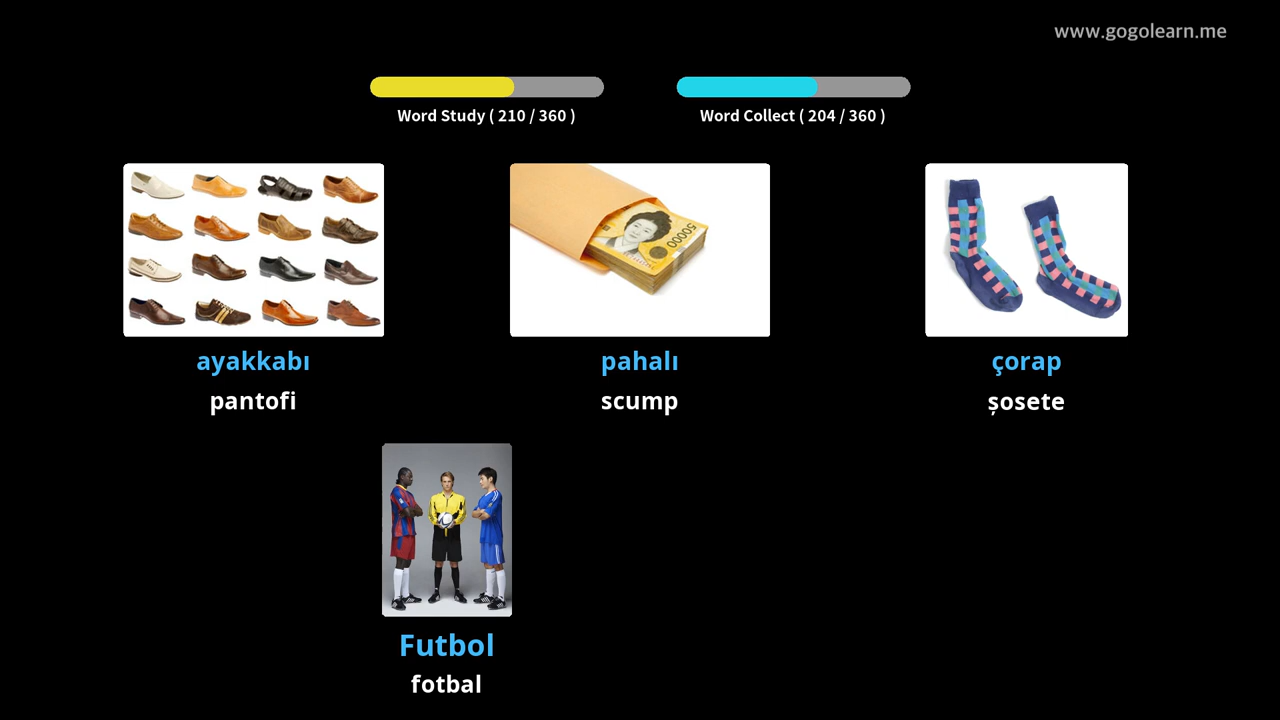 www.gogolearn.me
Word Study ( 210 / 360 )
Word Collect ( 204 / 360 )
50000
ayakkabı
pahalı
çorap
pantofi
scump
șosete
Futbol
fotbal